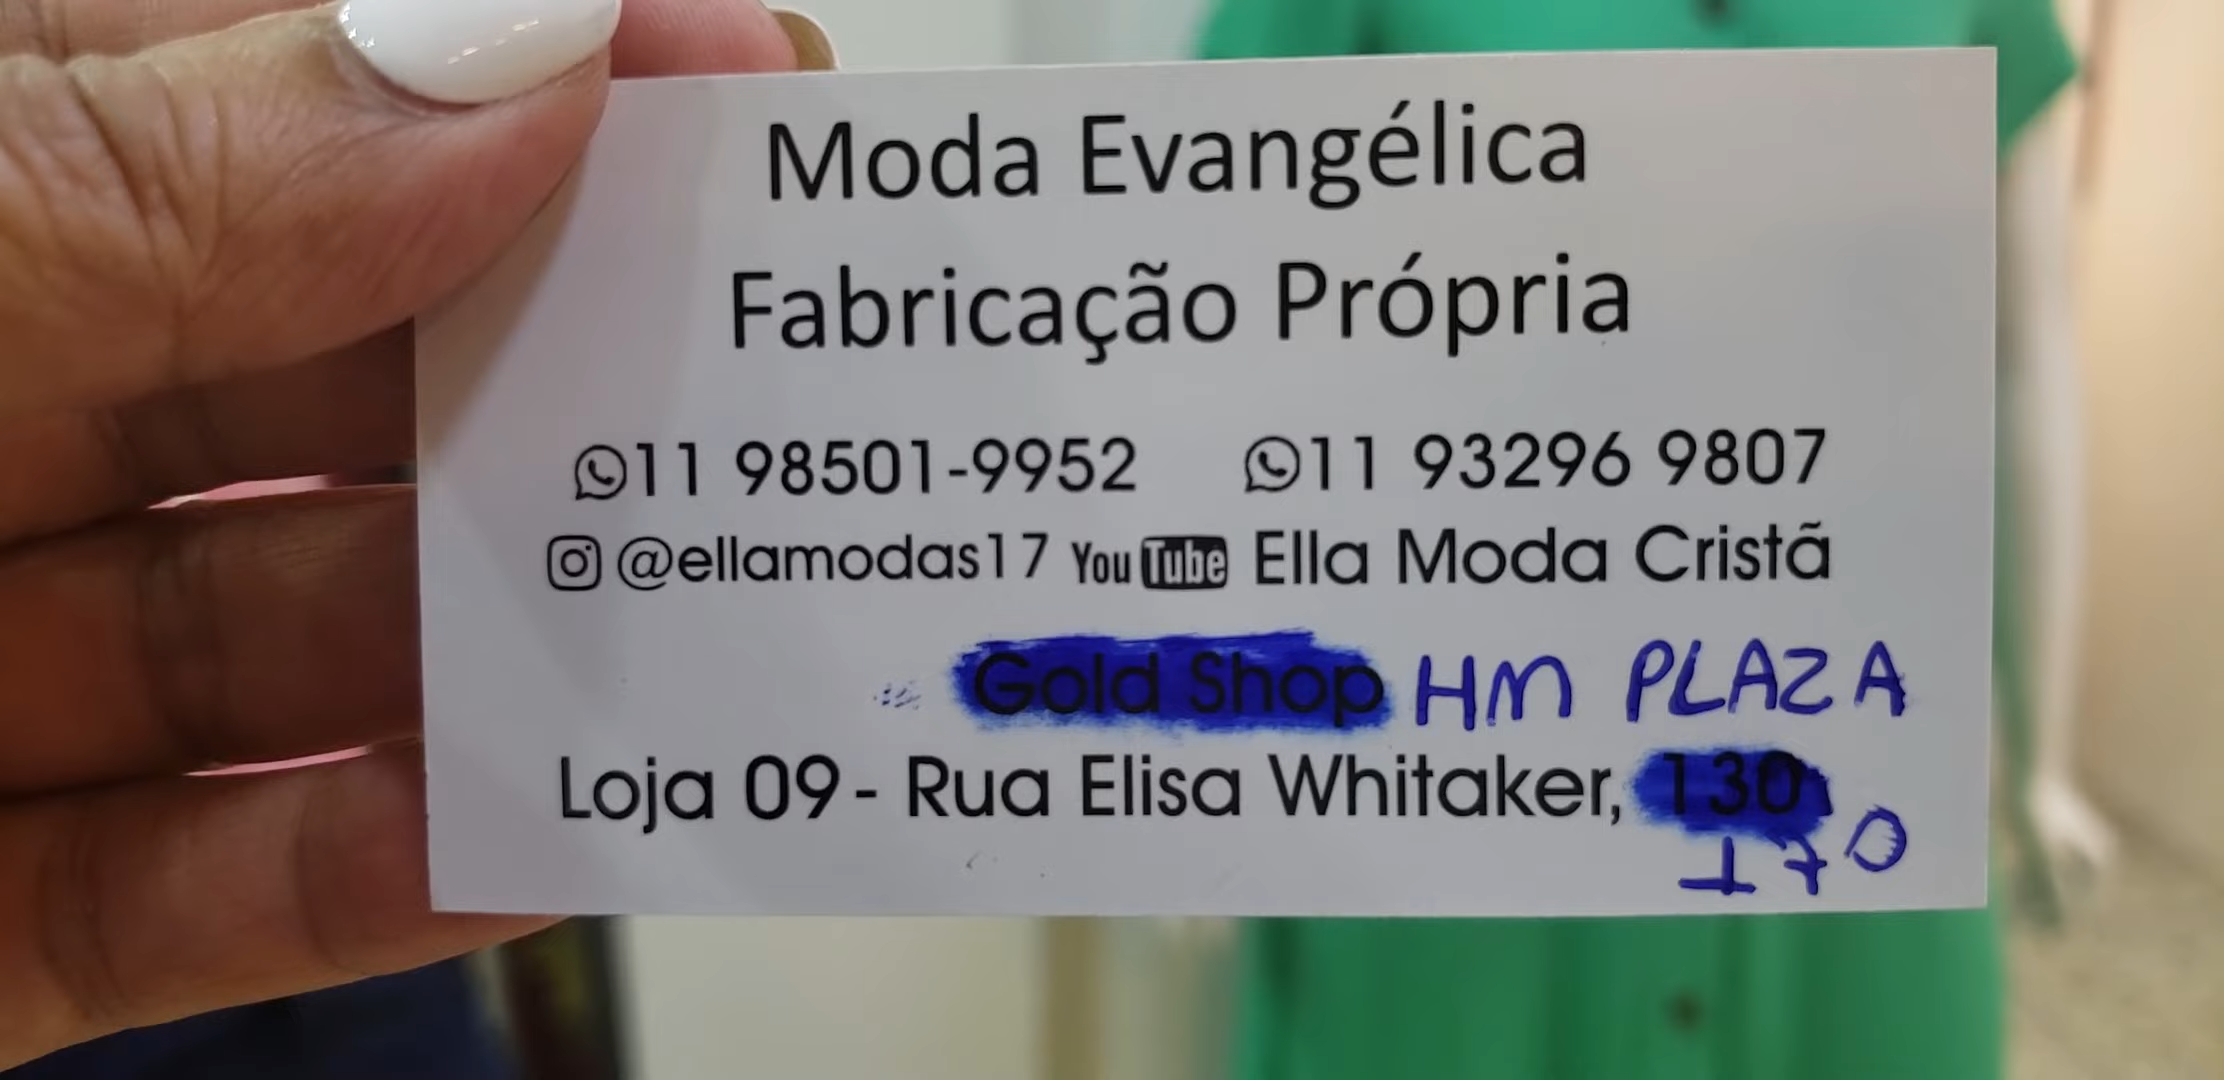 Moda Evangélica
Fabricação Própria
11 98501-9952 11 93296 9807
@ellamodas17 YouTube Ella Moda Cristã
Gold Shop HM PLAZA
Loja 09 - Rua Elisa Whitaker, 130
170